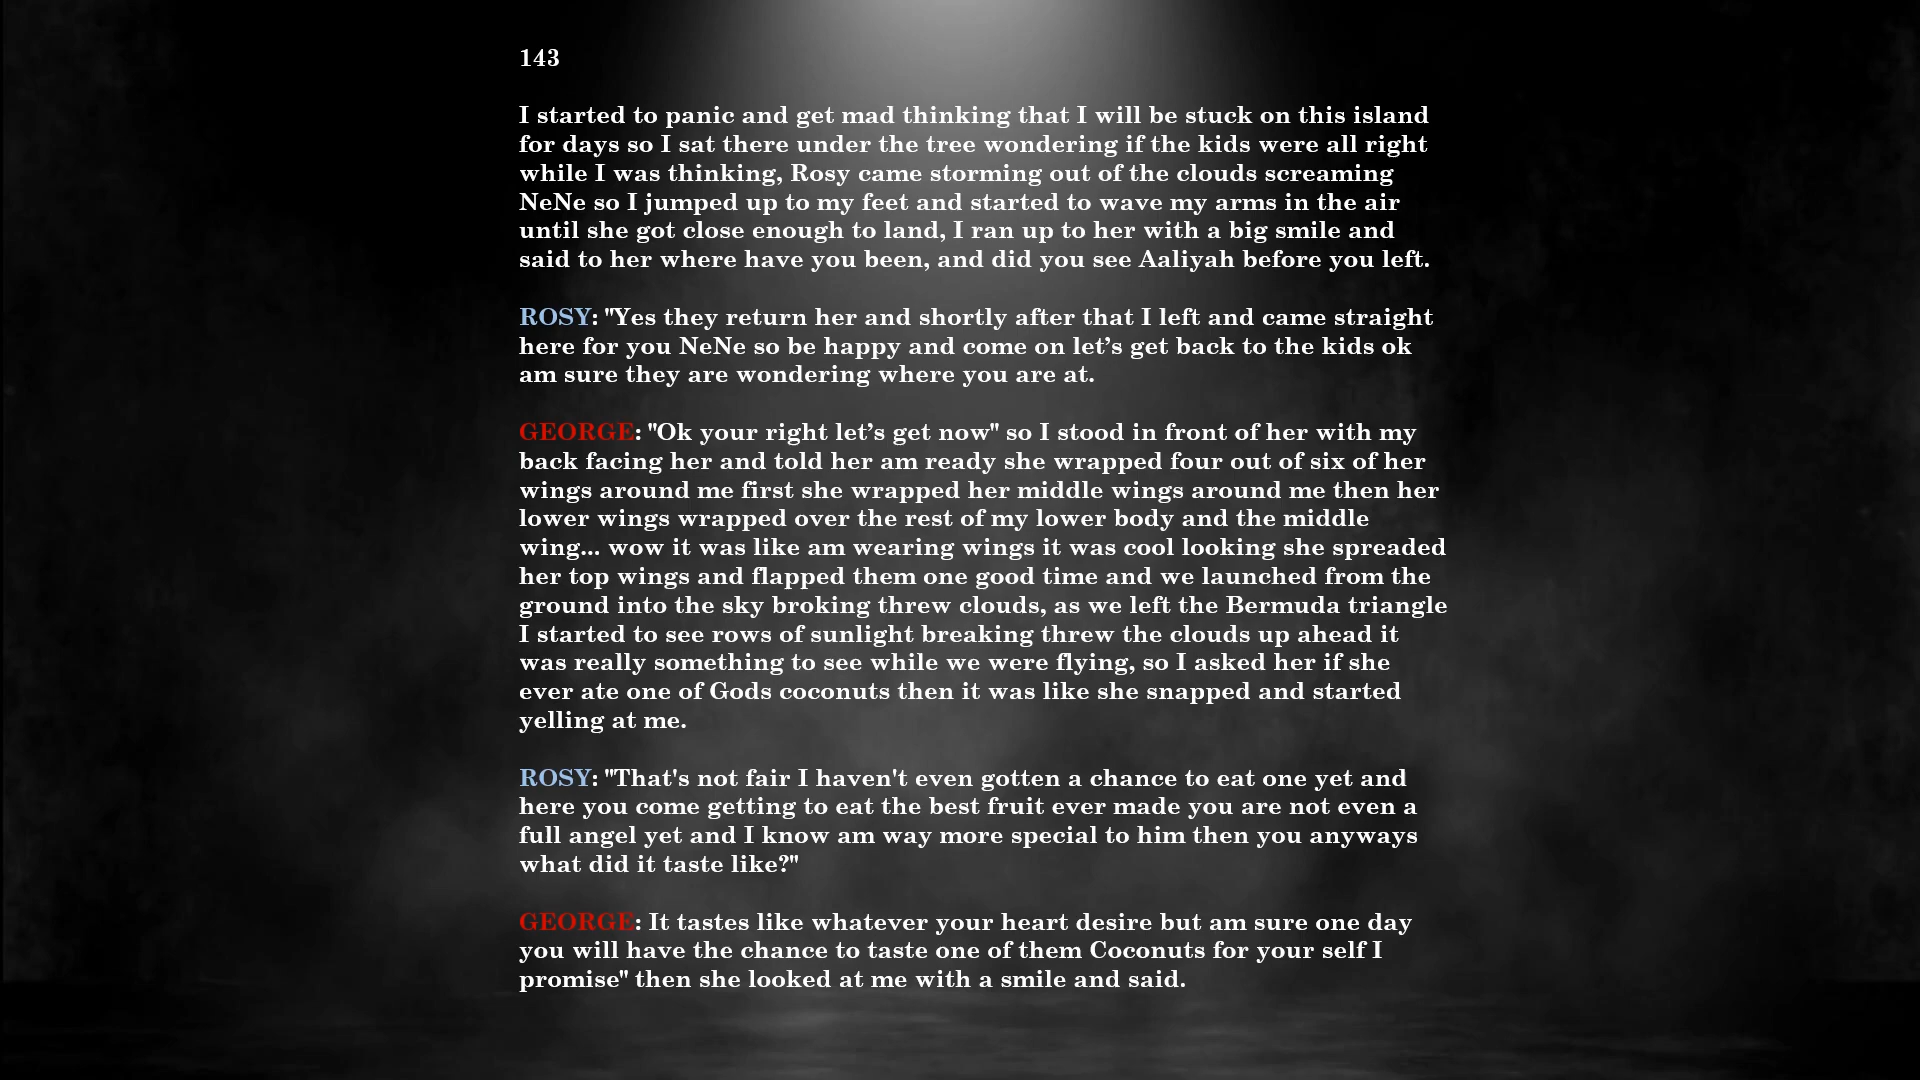 143
I started to panic and get mad thinking that I will be stuck on this island
for days so I sat there under the tree wondering if the kids were all right
while I was thinking, Rosy came storming out of the clouds screaming
NeNe so I jumped up to my feet and started to wave my arms in the air
until she got close enough to land, I ran up to her with a big smile and
said to her where have you been, and did you see Aaliyah before you left.
ROSY: "Yes they return her and shortly after that I left and came straight
here for you NeNe so be happy and come on let’s get back to the kids ok
am sure they are wondering where you are at.
GEORGE: "Ok your right let’s get now" so I stood in front of her with my
back facing her and told her am ready she wrapped four out of six of her
wings around me first she wrapped her middle wings around me then her
lower wings wrapped over the rest of my lower body and the middle
wing... wow it was like am wearing wings it was cool looking she spreaded
her top wings and flapped them one good time and we launched from the
ground into the sky broking threw clouds, as we left the Bermuda triangle
I started to see rows of sunlight breaking threw the clouds up ahead it
was really something to see while we were flying, so I asked her if she
ever ate one of Gods coconuts then it was like she snapped and started
yelling at me.
ROSY: "That's not fair I haven't even gotten a chance to eat one yet and
here you come getting to eat the best fruit ever made you are not even a
full angel yet and I know am way more special to him then you anyways
what did it taste like?"
GEORGE: It tastes like whatever your heart desire but am sure one day
you will have the chance to taste one of them Coconuts for your self I
promise" then she looked at me with a smile and said.